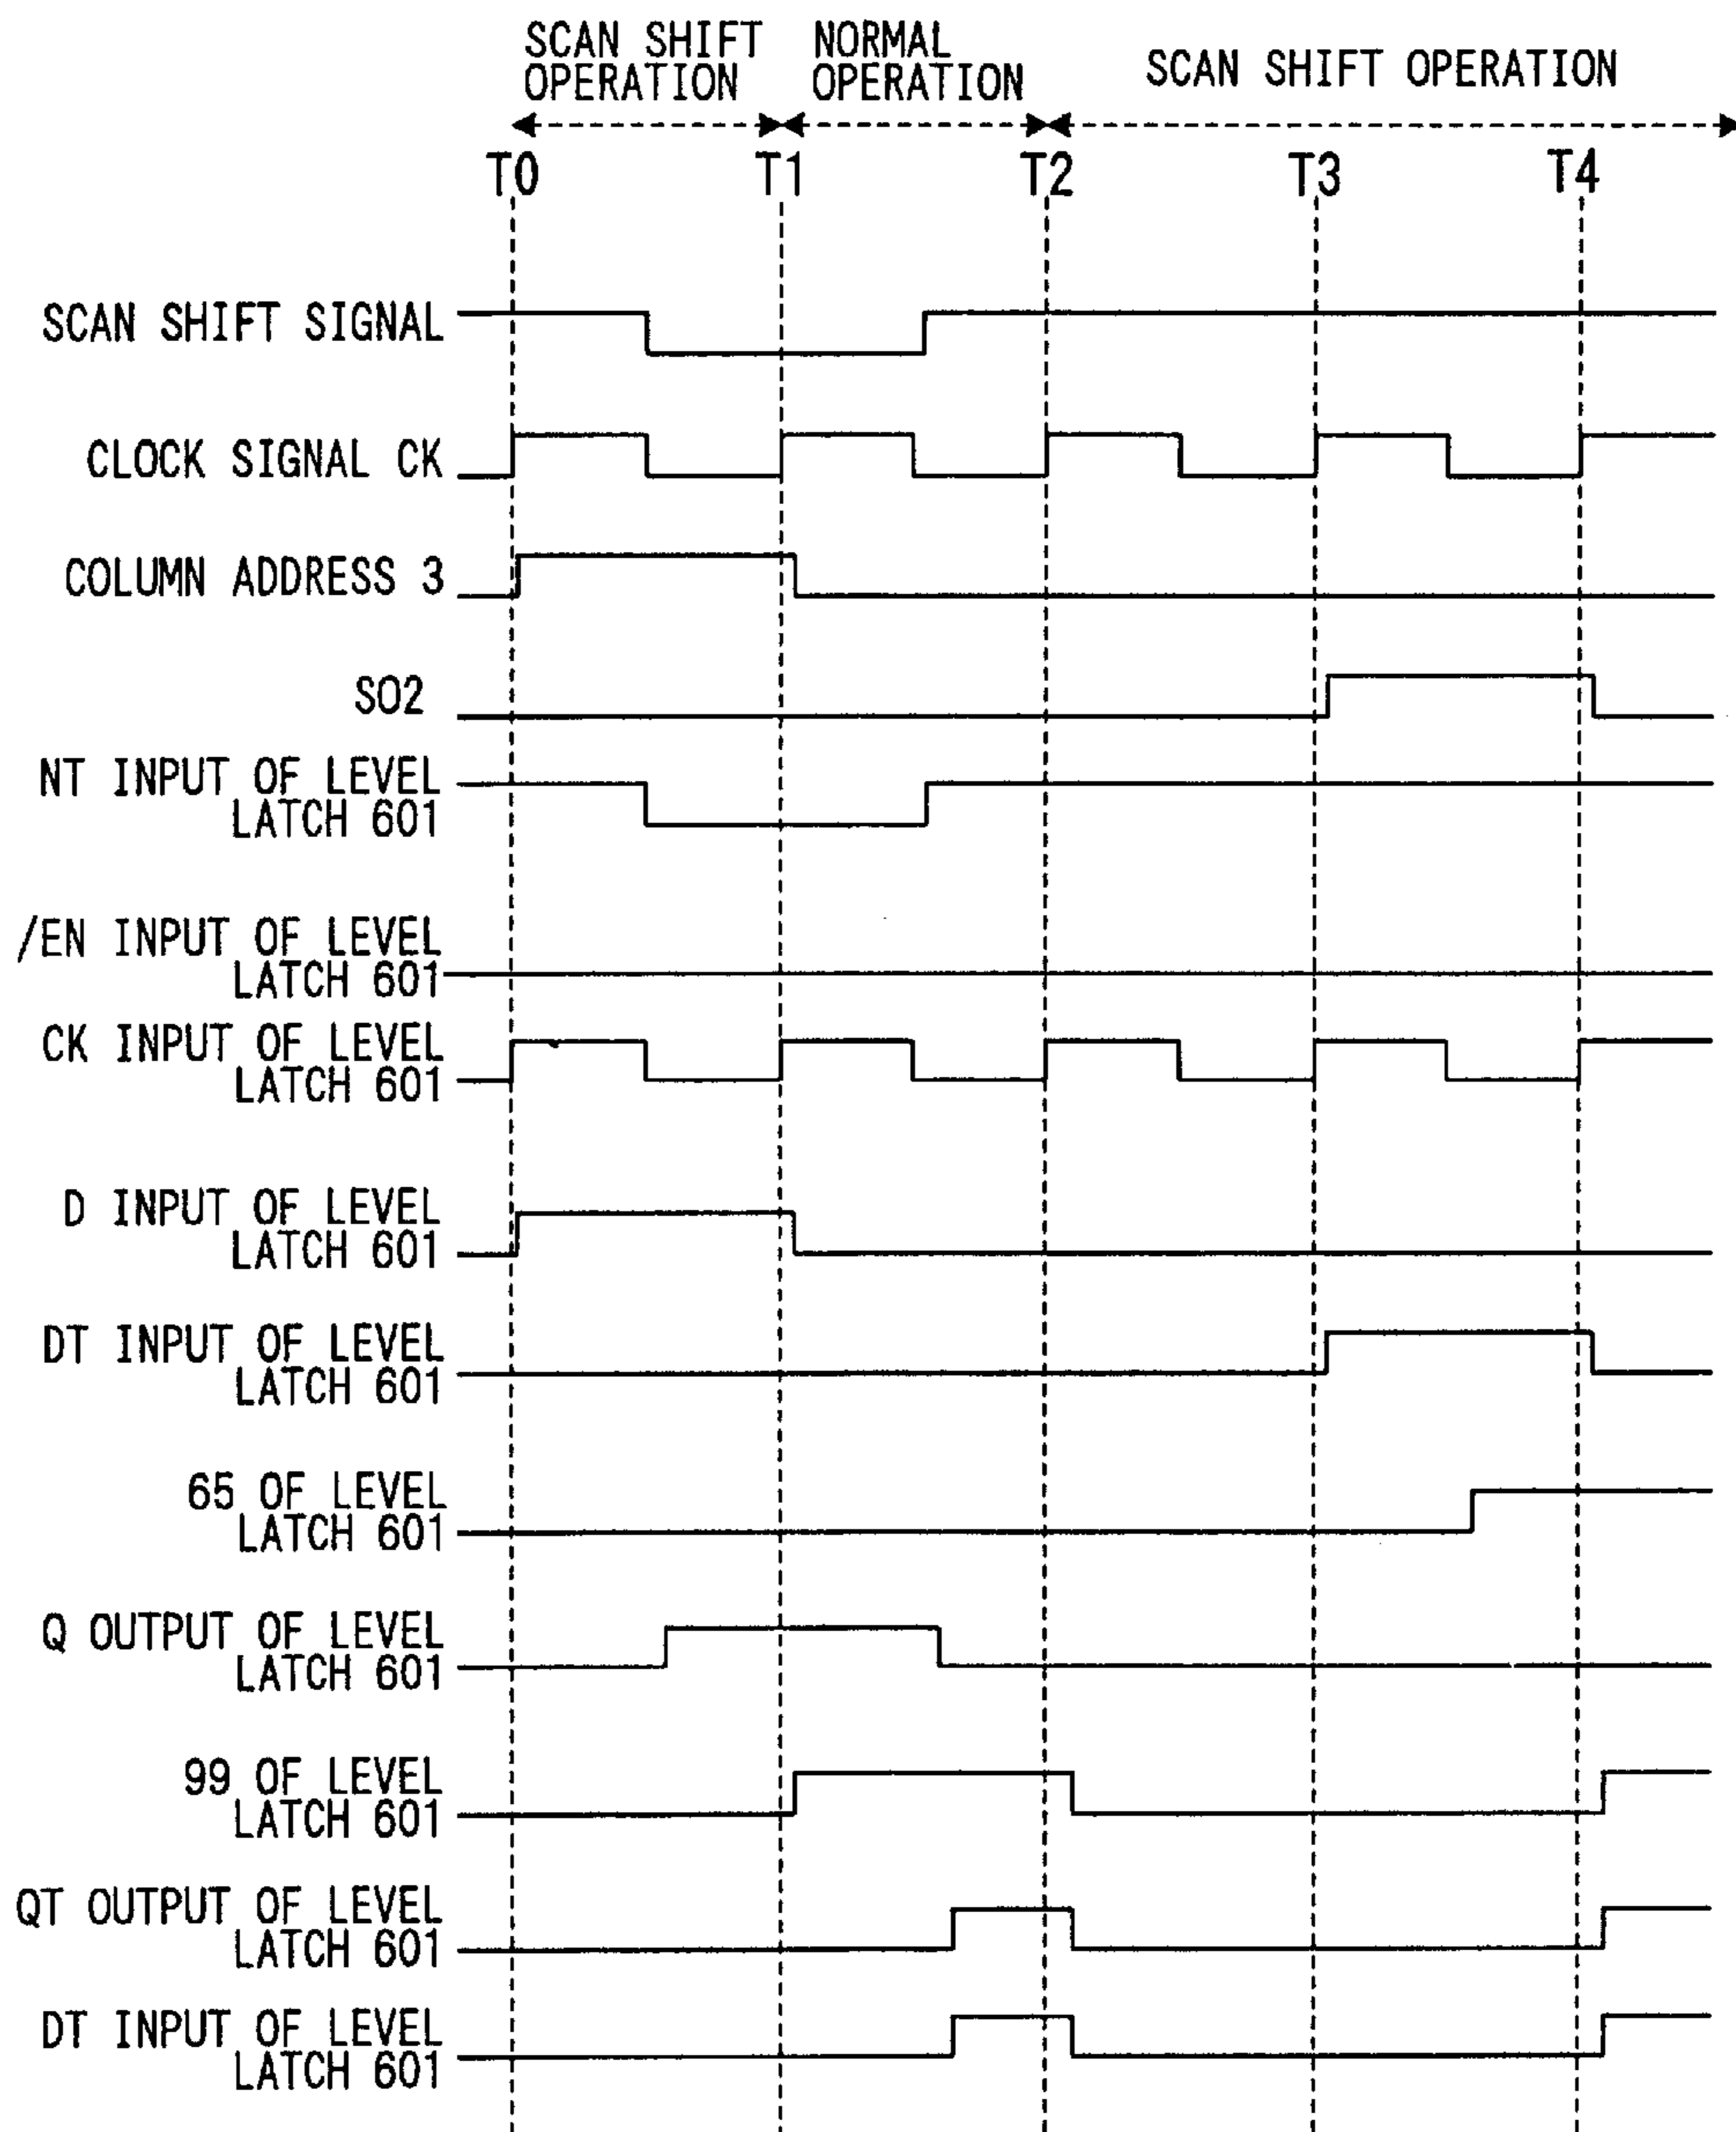 SCAN SHIFT
OPERATION
NORMAL
OPERATION
SCAN SHIFT OPERATION
T0 T1 T2 T3 T4
SCAN SHIFT SIGNAL
CLOCK SIGNAL CK
COLUMN ADDRESS 3
SO2
NT INPUT OF LEVEL
LATCH 601
/EN INPUT OF LEVEL
LATCH 601
CK INPUT OF LEVEL
LATCH 601
D INPUT OF LEVEL
LATCH 601
DT INPUT OF LEVEL
LATCH 601
65 OF LEVEL
LATCH 601
Q OUTPUT OF LEVEL
LATCH 601
99 OF LEVEL
LATCH 601
QT OUTPUT OF LEVEL
LATCH 601
DT INPUT OF LEVEL
LATCH 601